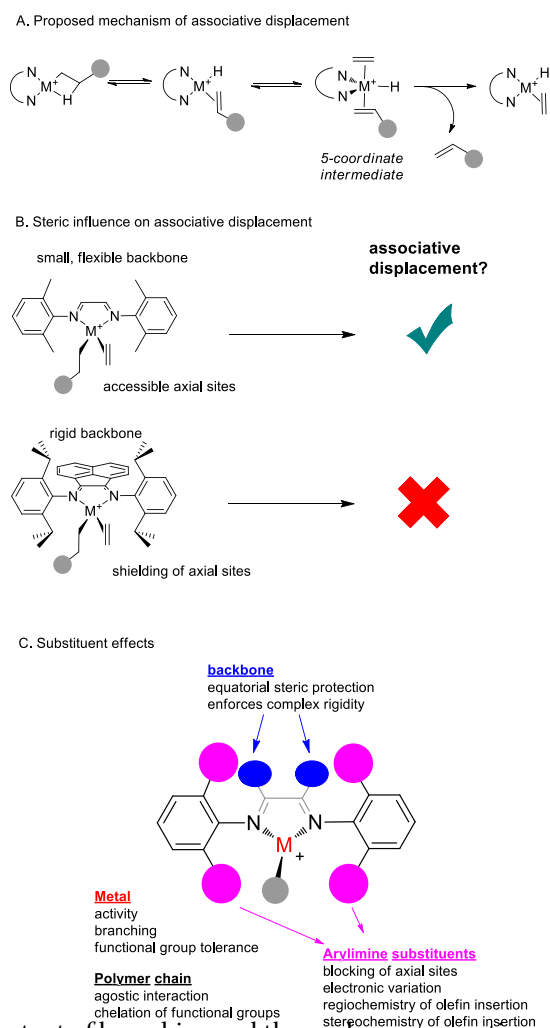 A. Proposed mechanism of associative displacement
N
N
M+
H
N
N
M+
H
N
N
M+
H
N
N
M+
H
5-coordinate
intermediate
B. Steric influence on associative displacement
associative
displacement?
small, flexible backbone
N
N
M+
accessible axial sites
rigid backbone
N
N
M+
shielding of axial sites
C. Substituent effects
backbone
equatorial steric protection
enforces complex rigidity
N
N
M
+
Metal
activity
branching
functional group tolerance
Polymer chain
agostic interaction
chelation of functional groups
Arylimine substituents
blocking of axial sites
electronic variation
regiochemistry of olefin insertion
stereochemistry of olefin insertion